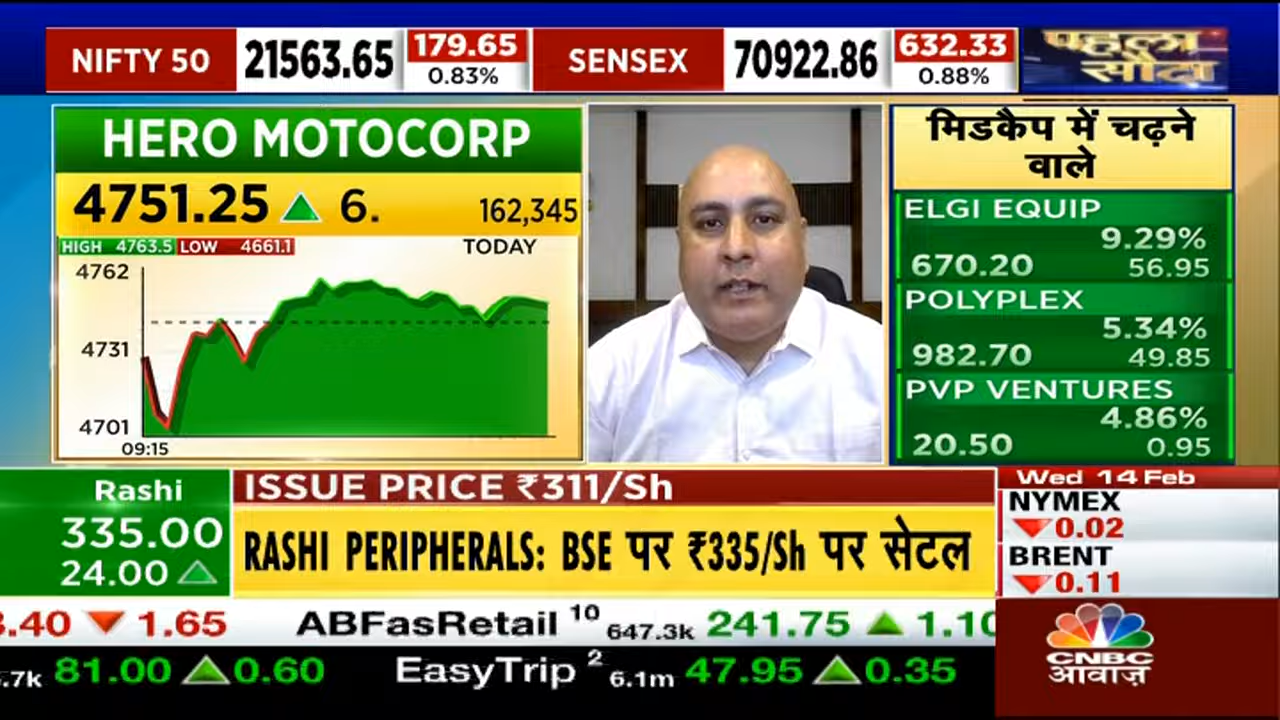 NIFTY 50 21563.65 179.65 0.83% SENSEX 70922.86 632.33 0.88%
पहला
सौदा
HERO MOTOCORP
4751.25 6. 162,345
HIGH 4763.5 LOW 4661.1 TODAY
4762
4731
4701
09:15
मिडकैप में चढ़ने
वाले
ELGI EQUIP
9.29%
670.20 56.95
POLYPLEX
5.34%
982.70 49.85
PVP VENTURES
4.86%
20.50 0.95
Rashi
335.00
24.00
ISSUE PRICE ₹311/Sh
RASHI PERIPHERALS: BSE पर ₹335/Sh पर सेटल
Wed 14 Feb
NYMEX
0.02
BRENT
0.11
3.40 1.65 ABFasRetail 10 647.3k 241.75 1.10
.7k 81.00 0.60 EasyTrip 2 6.1m 47.95 0.35
CNBC
आवाज़